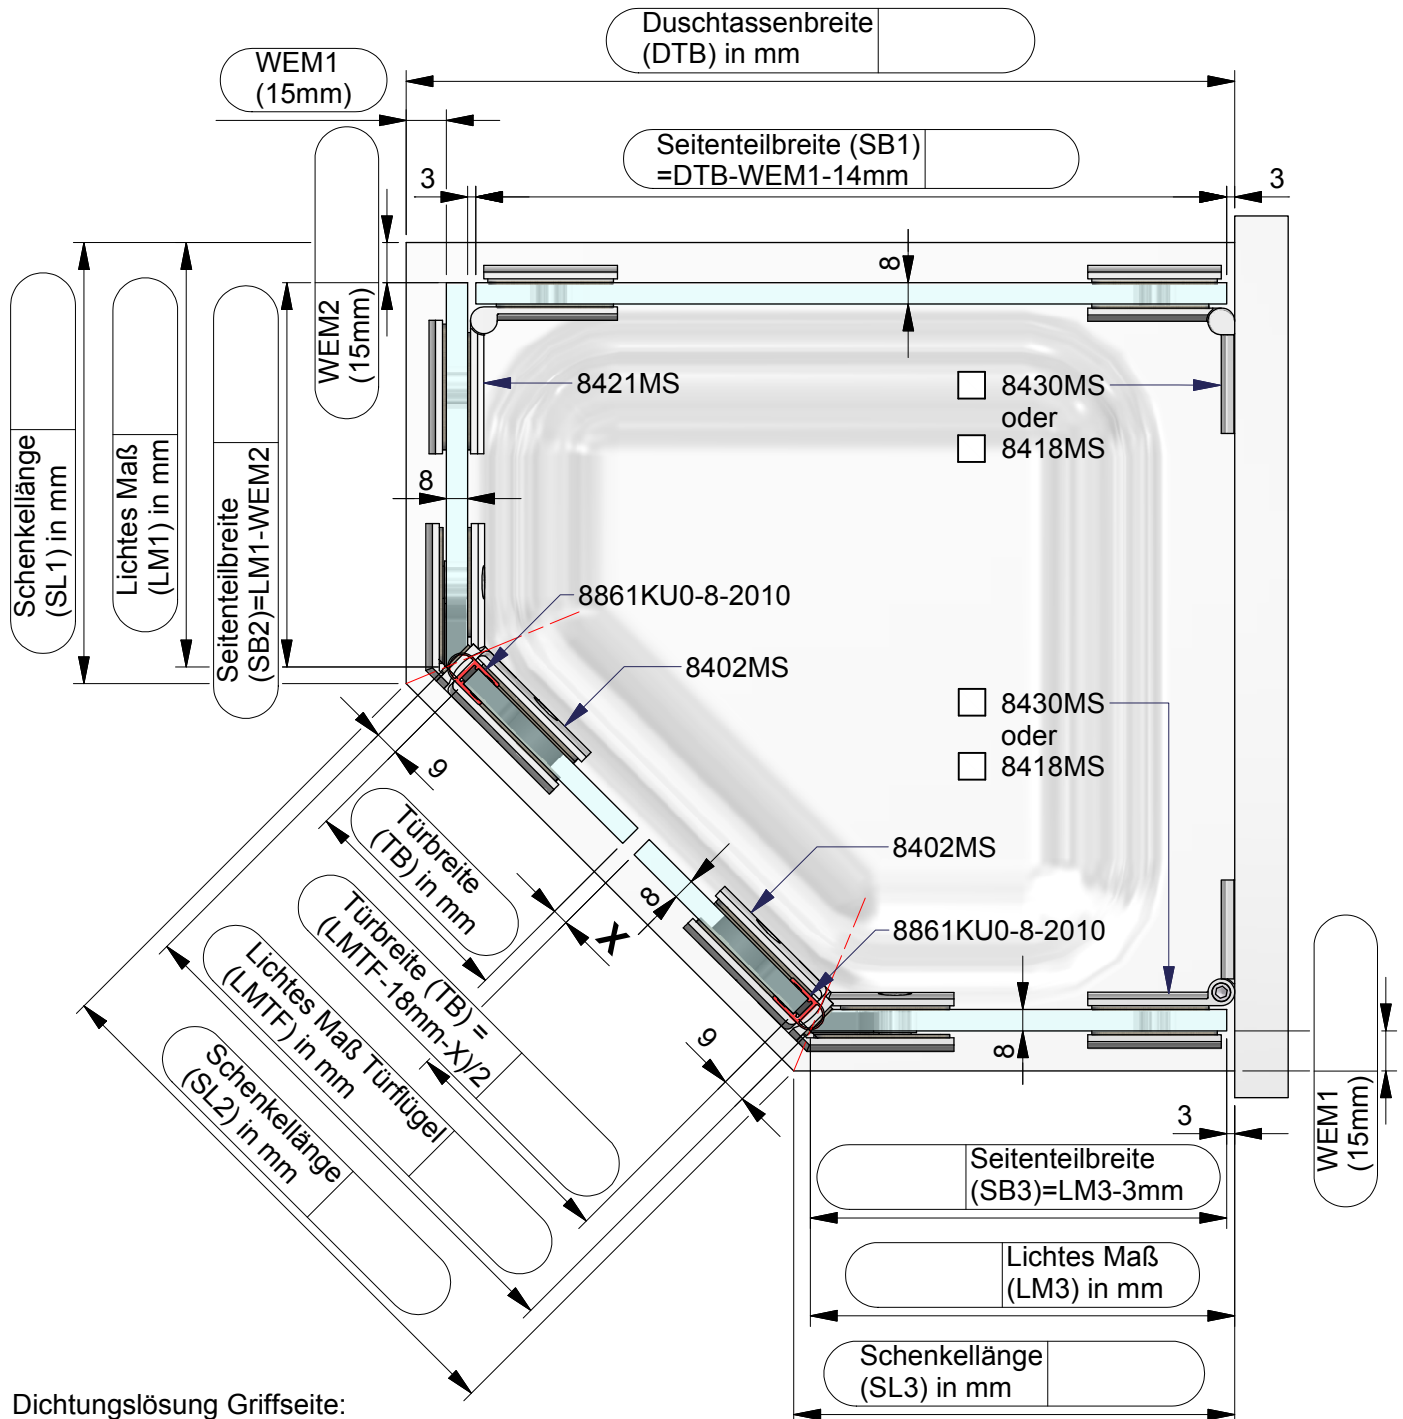 Duschtassenbreite
(DTB) in mm
WEM1
(15mm)
Seitenteilbreite (SB1)
=DTB-WEM1-14mm
3
3
WEM2
(15mm)
8
Schenkellänge
(SL1) in mm
Lichtes Maß
(LM1) in mm
Seitenteilbreite
(SB2)=LM1-WEM2
8421MS
8430MS
oder
8418MS
8
8861KU0-8-2010
8402MS
8430MS
oder
8418MS
9
Türbreite
(TB) in mm
X
8
8402MS
8861KU0-8-2010
Türbreite (TB) =
(LMTF-18mm-X)/2
Lichtes Maß Türflügel
(LMTF) in mm
Schenkellänge
(SL2) in mm
9
8
3
WEM1
(15mm)
Seitenteilbreite
(SB3)=LM3-3mm
Lichtes Maß
(LM3) in mm
Schenkellänge
(SL3) in mm
Dichtungslösung Griffseite: